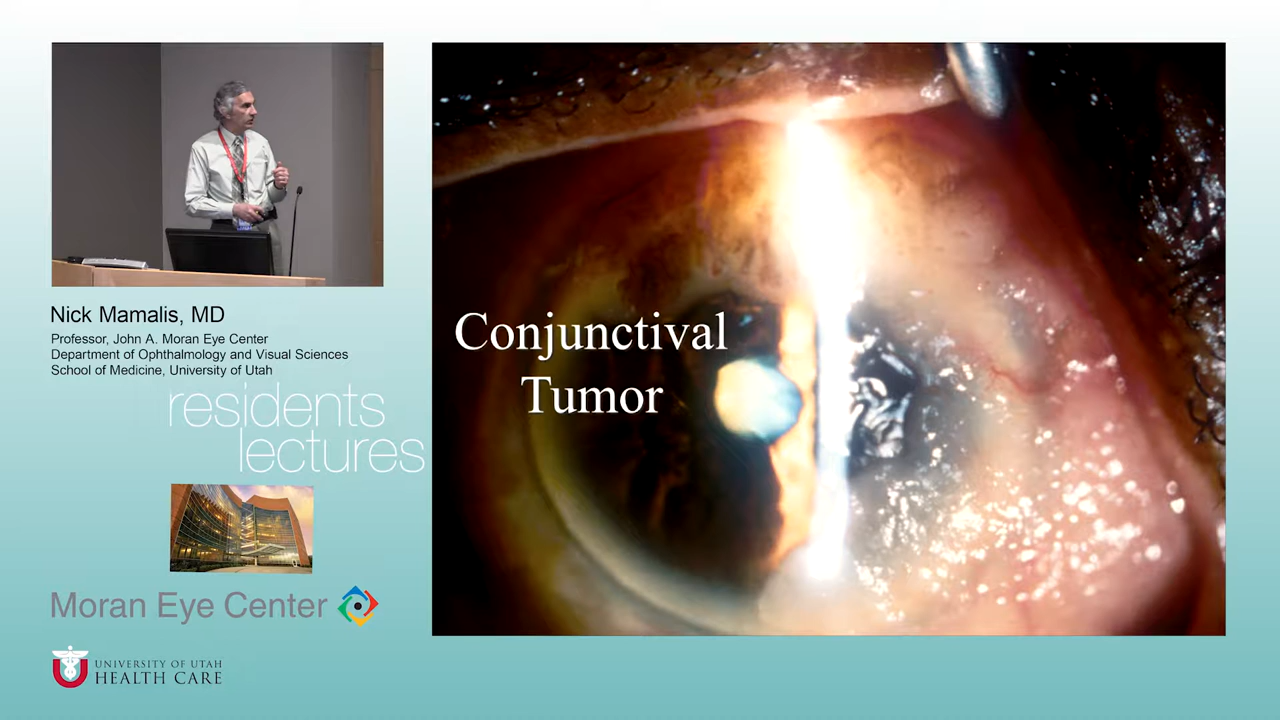 Nick Mamalis, MD
Professor, John A. Moran Eye Center
Department of Ophthalmology and Visual Sciences
School of Medicine, University of Utah
residents
lectures
Moran Eye Center
UNIVERSITY OF UTAH
HEALTH CARE
Conjunctival
Tumor